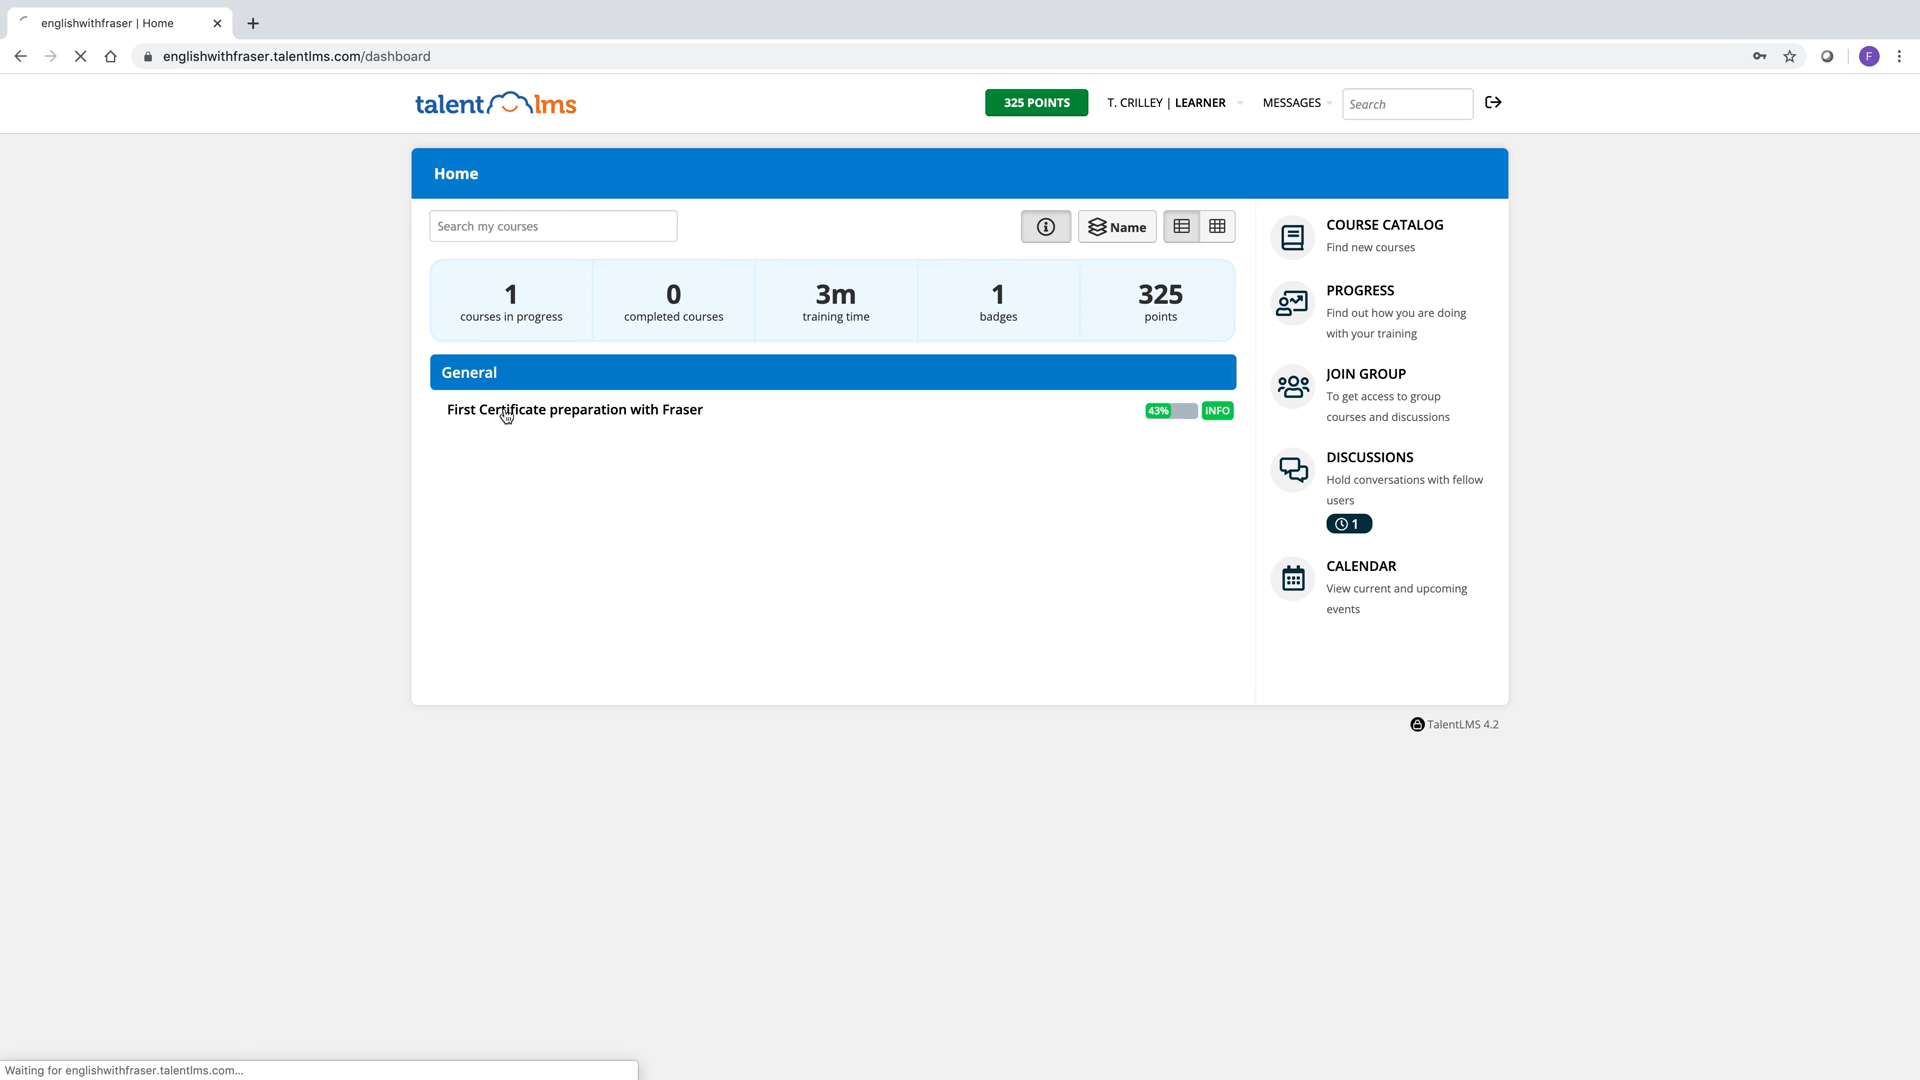 englishwithfraser | Home
englishwithfraser.talentlms.com/dashboard
F
talentlms
325 POINTS
T. CRILLEY | LEARNER
MESSAGES
Search
Home
Search my courses
Name
1
courses in progress
0
completed courses
3m
training time
1
badges
325
points
General
First Certificate preparation with Fraser
43%
INFO
COURSE CATALOG
Find new courses
PROGRESS
Find out how you are doing
with your training
JOIN GROUP
To get access to group
courses and discussions
DISCUSSIONS
Hold conversations with fellow
users
1
CALENDAR
View current and upcoming
events
TalentLMS 4.2
Waiting for englishwithfraser.talentlms.com...